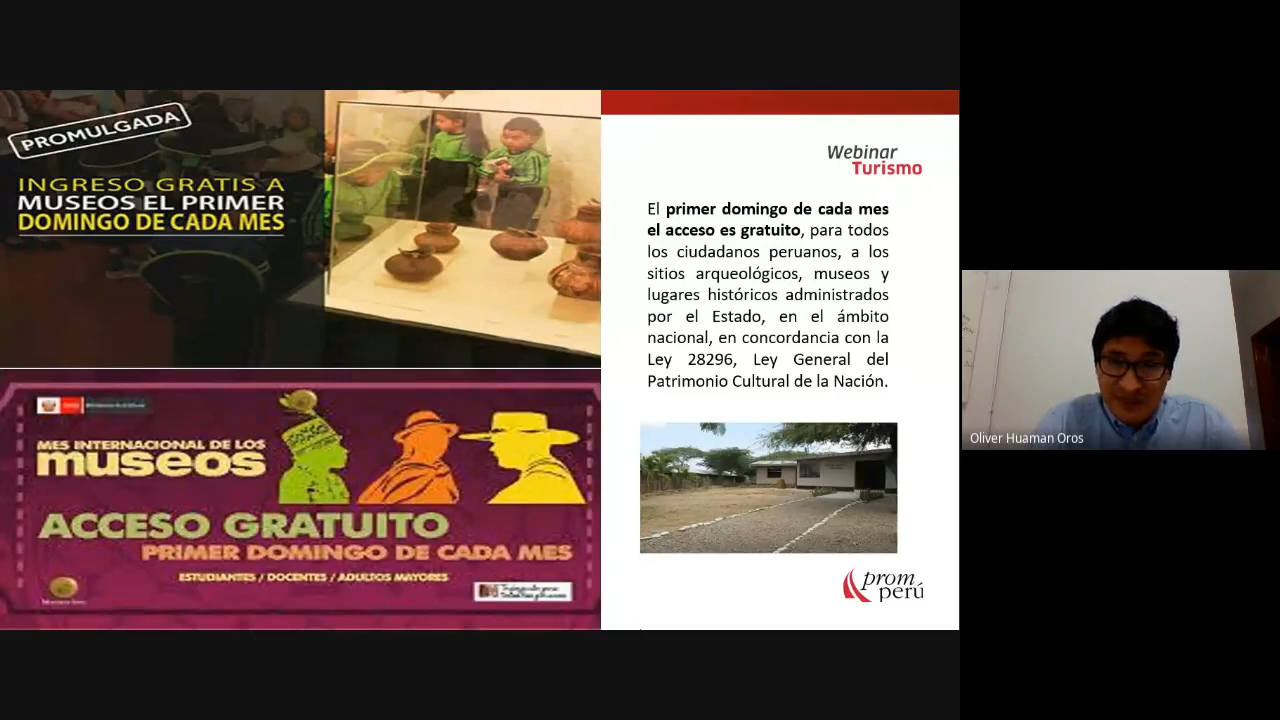 PROMULGADA
INGRESO GRATIS A
MUSEOS EL PRIMER
DOMINGO DE CADA MES
MES INTERNACIONAL DE LOS
museos
ACCESO GRATUITO
PRIMER DOMINGO DE CADA MES
ESTUDIANTES / DOCENTES / ADULTOS MAYORES
Webinar
Turismo
El primer domingo de cada mes
el acceso es gratuito, para todos
los ciudadanos peruanos, a los
sitios arqueológicos, museos y
lugares históricos administrados
por el Estado, en el ámbito
nacional, en concordancia con la
Ley 28296, Ley General del
Patrimonio Cultural de la Nación.
prom
perú
Oliver Huaman Oros